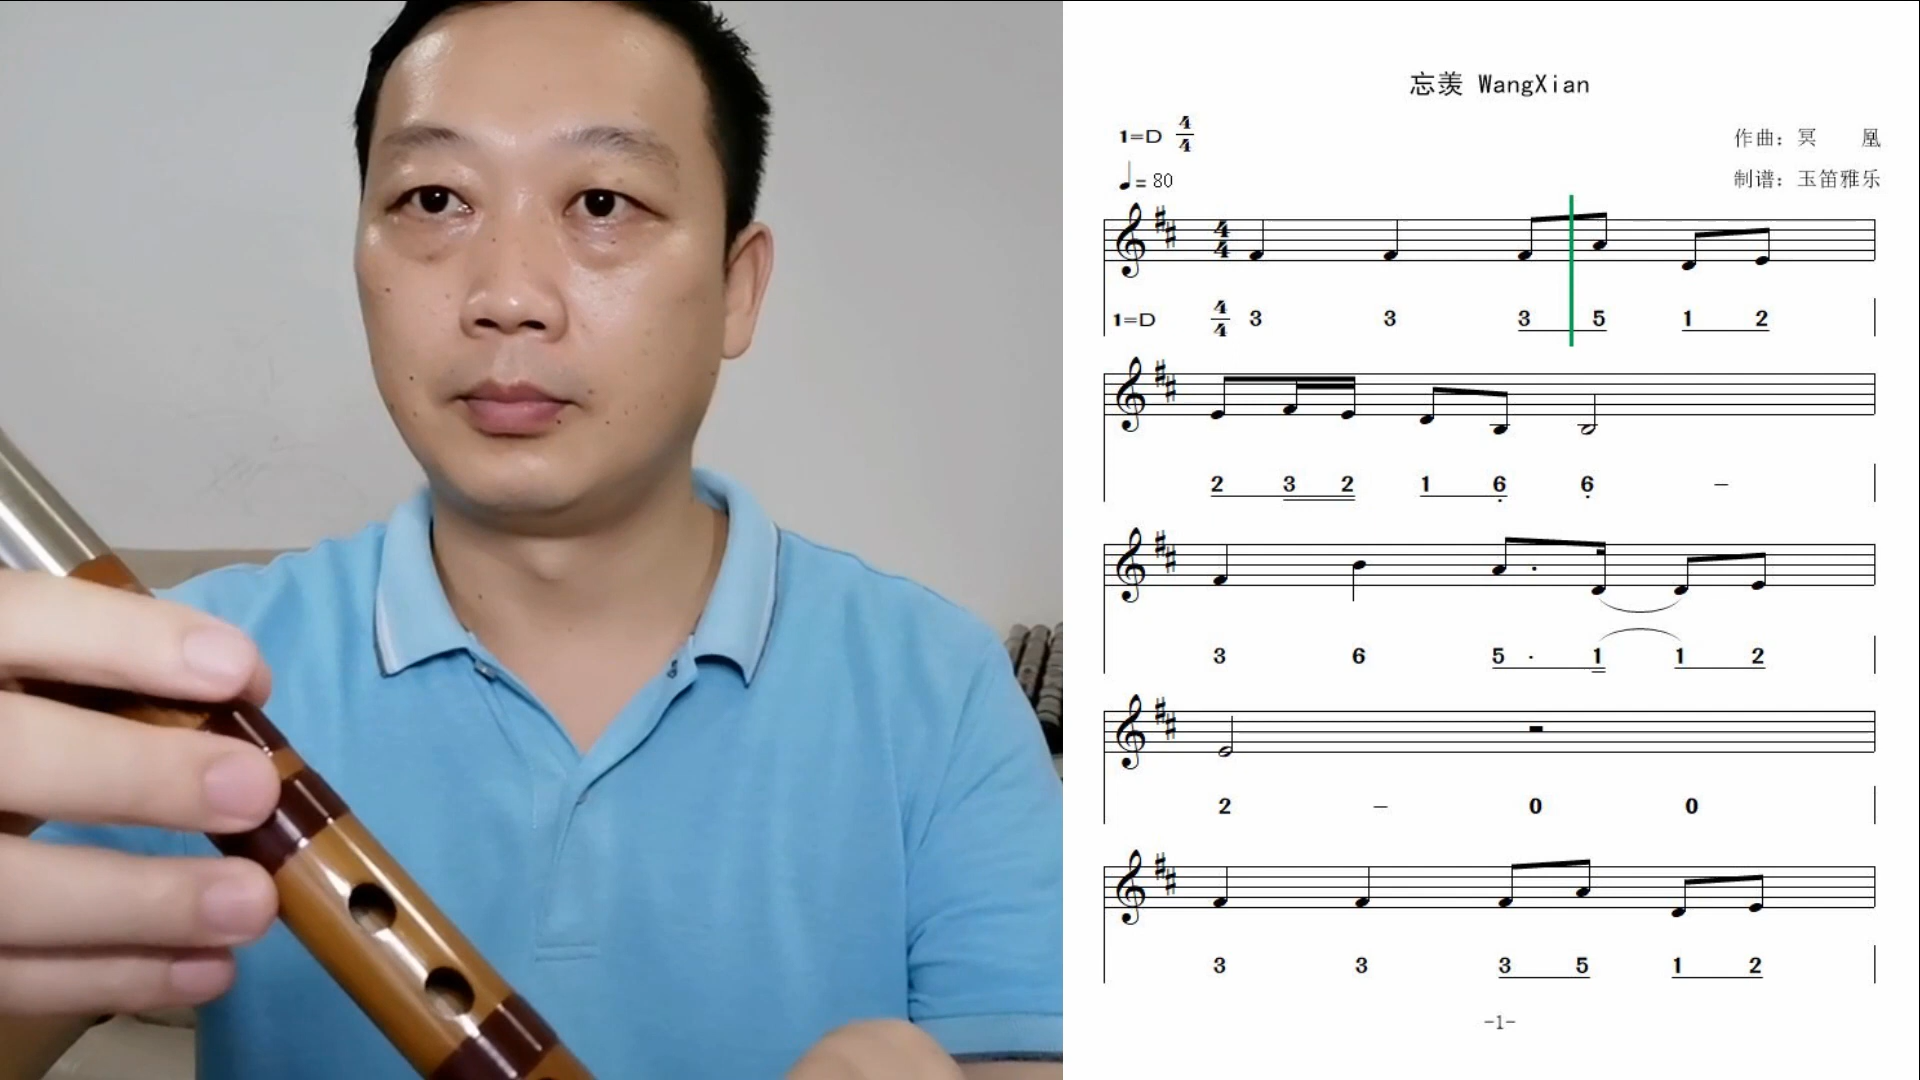 忘羡 WangXian
1=D 4/4
作曲: 冥 凰
♩= 80
制谱: 玉笛雅乐
4/4
1=D 4/4 3 3 3 5 1 2
2 3 2 1 6 6 -
3 6 5 · 1 1 2
2 - 0 0
3 3 3 5 1 2
-1-